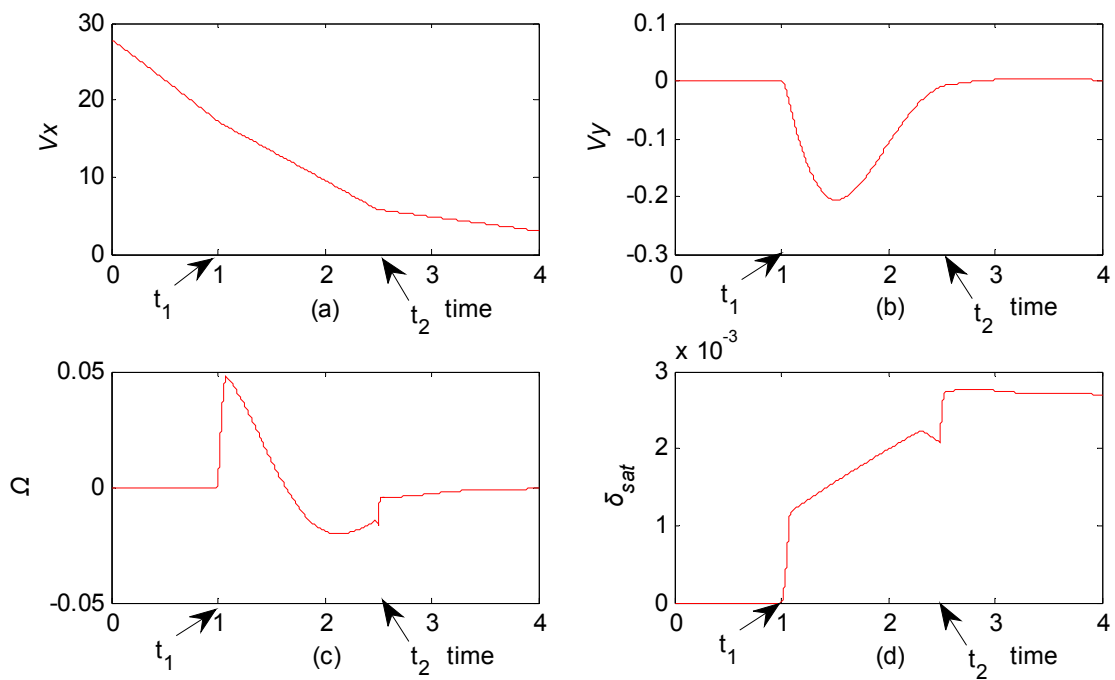 30
20
10
0
Vx
0 1 2 3 4
t1 (a) t2 time
0.1
0
-0.1
-0.2
-0.3
Vy
0 1 2 3 4
t1 (b) t2 time
0.05
0
-0.05
Ω
0 1 2 3 4
t1 (c) t2 time
x 10-3
3
2
1
0
δsat
0 1 2 3 4
t1 (d) t2 time